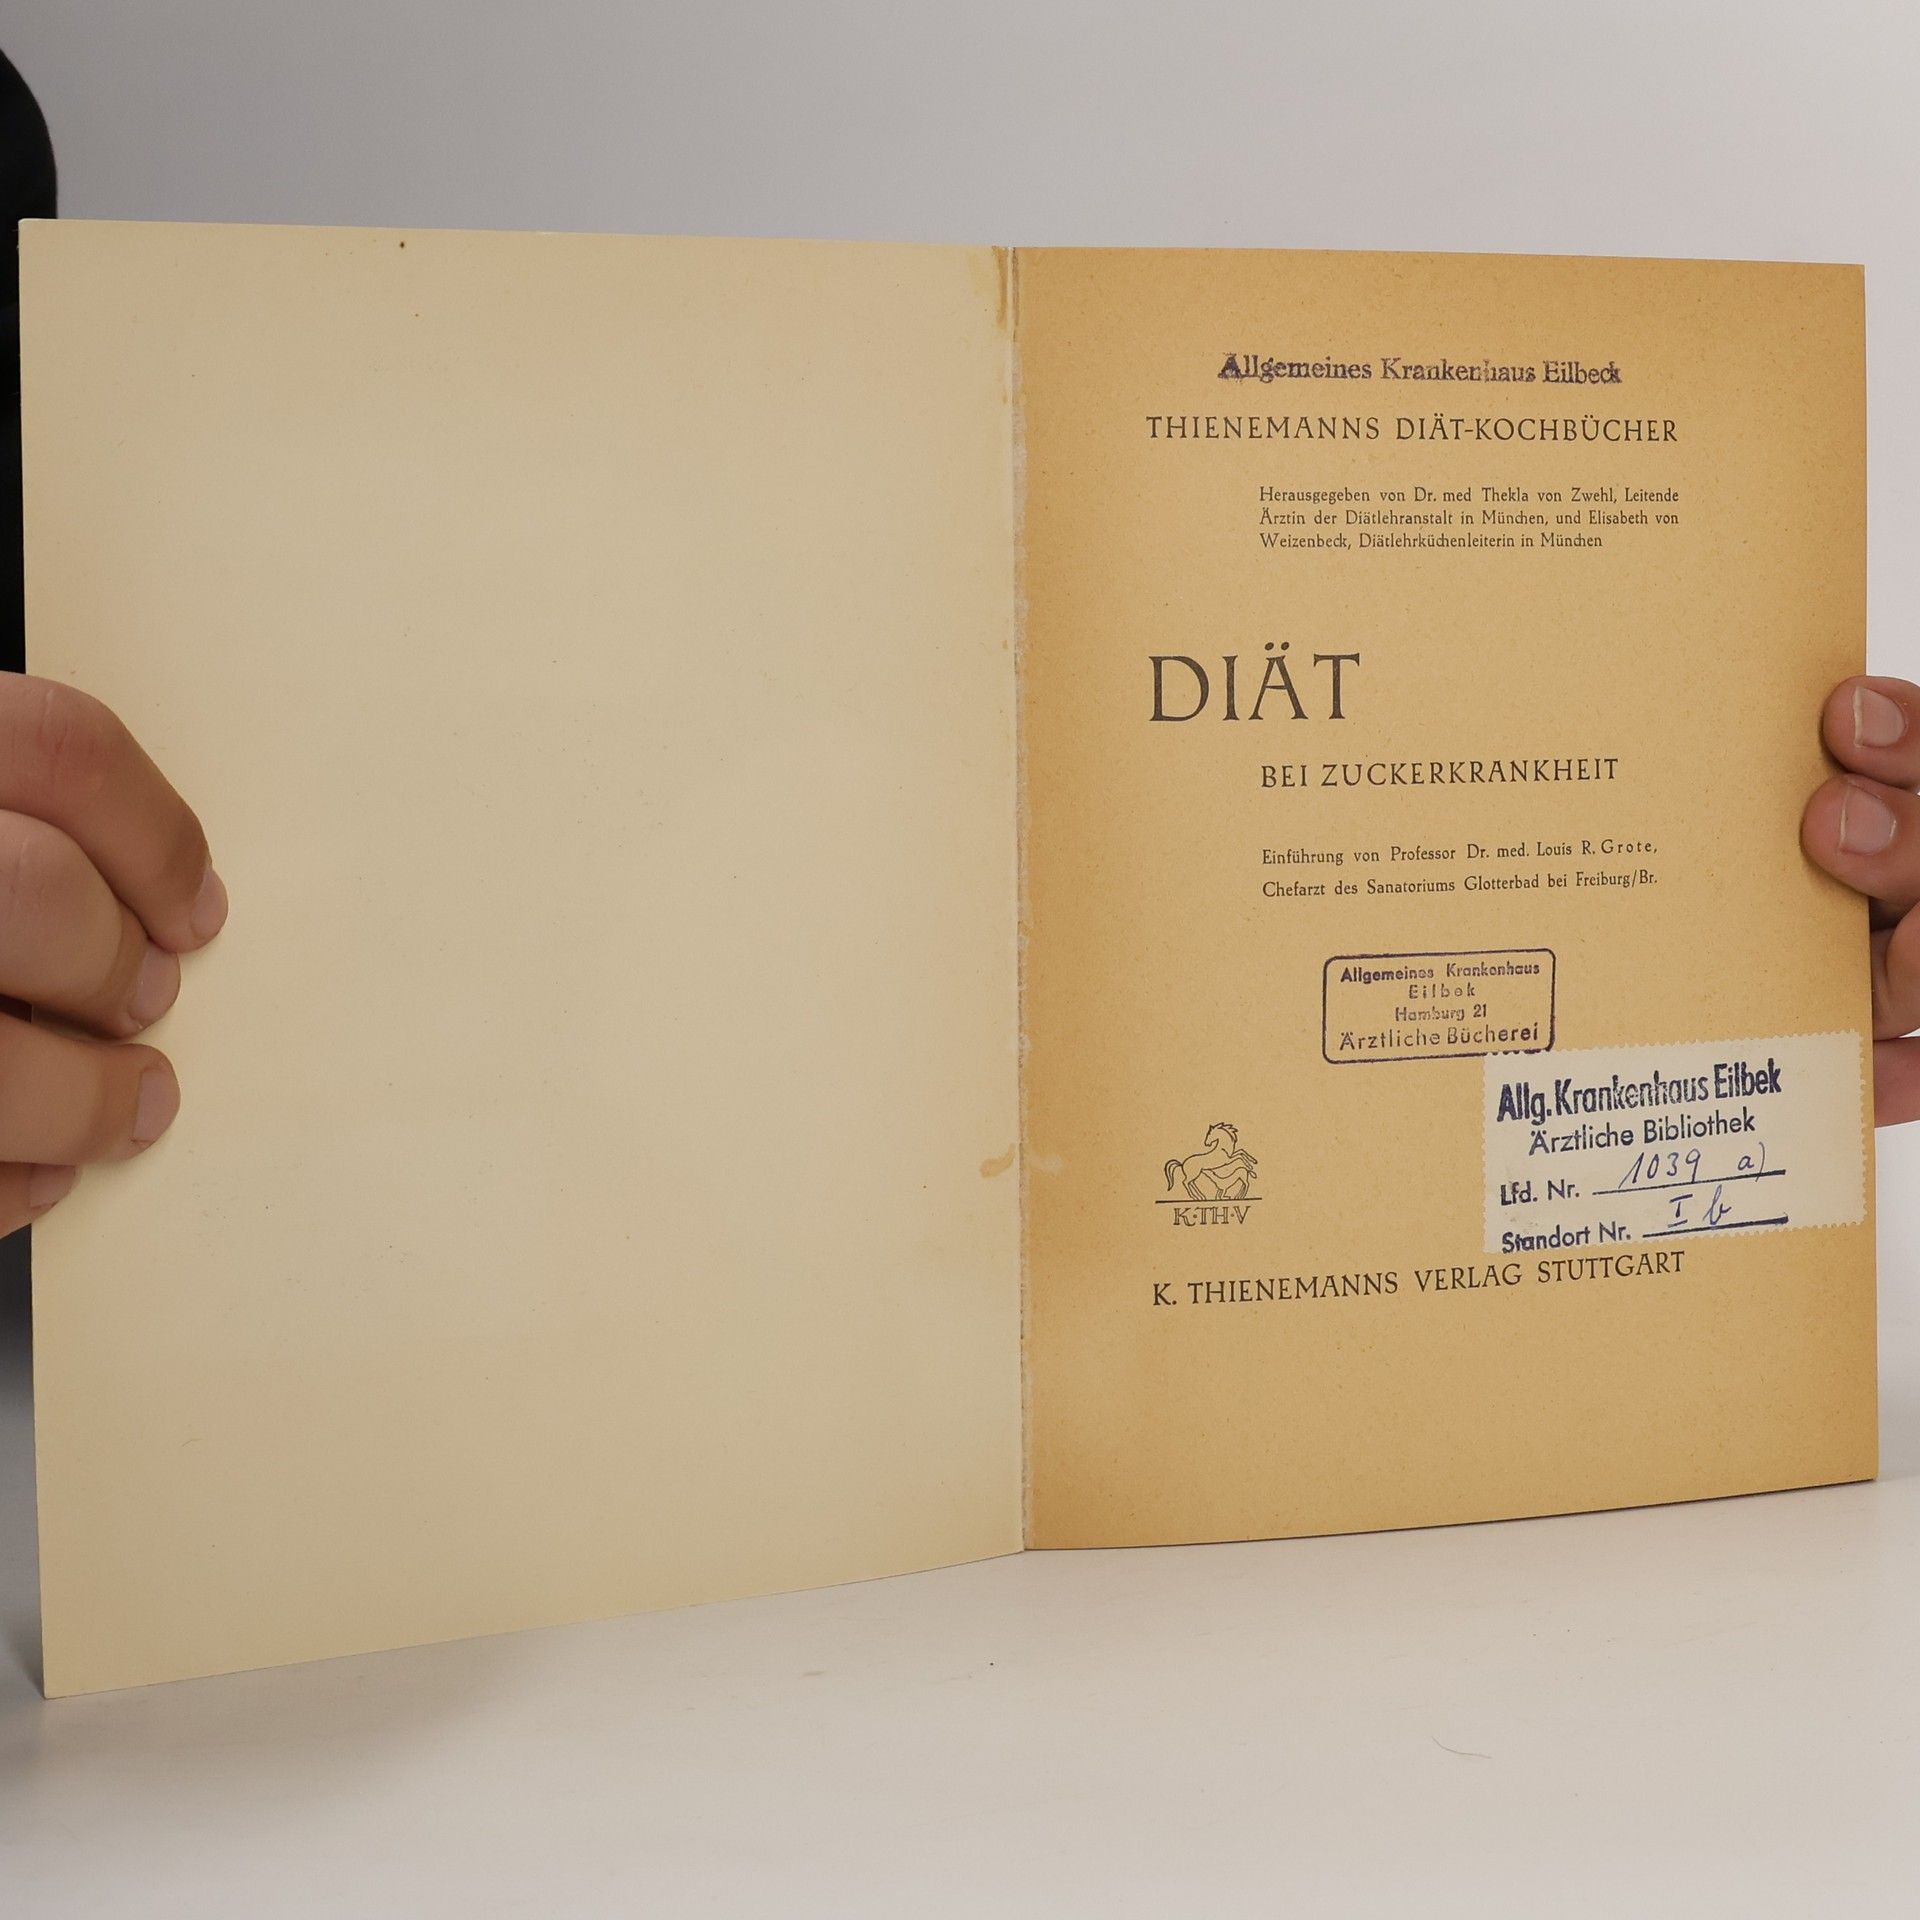 Allgemeines Krankenhaus Eilbeck
THIENEMANNS DIÄT-KOCHBÜCHER
Herausgegeben von Dr. med Thekla von Zwehl, Leitende
Ärztin der Diätlehranstalt in München, und Elisabeth von
Weizenbeck, Diätlehrküchenleiterin in München
DIÄT
BEI ZUCKERKRANKHEIT
Einführung von Professor Dr. med. Louis R. Grote,
Chefarzt des Sanatoriums Glotterbad bei Freiburg/Br.
Allgemeines Krankenhaus
Eilbek
Hamburg 21
Ärztliche Bücherei
Allg. Krankenhaus Eilbek
Ärztliche Bibliothek
Lfd. Nr. 1039 a)
Standort Nr. I b
K·TH·V
K. THIENEMANNS VERLAG STUTTGART